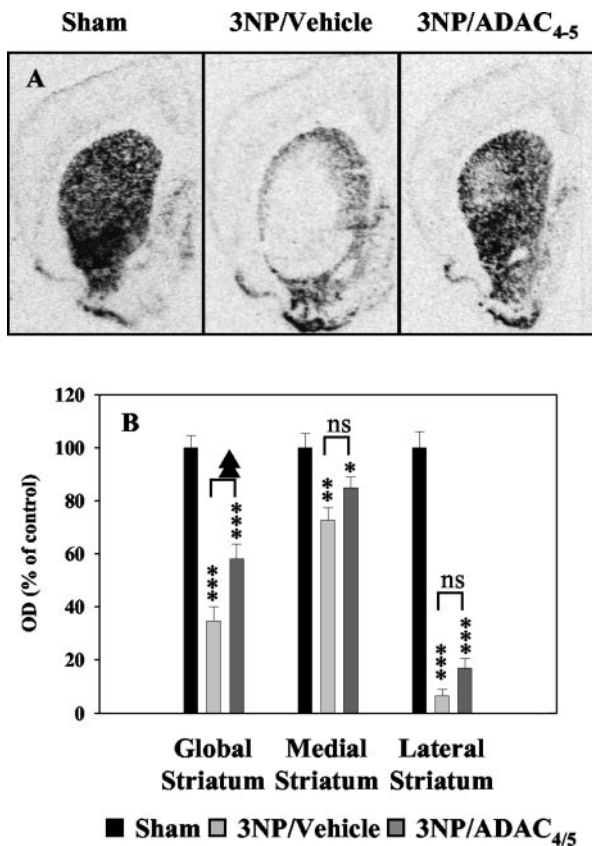 Sham 3NP/Vehicle 3NP/ADAC4-5
A
B
120
100
80
60
40
20
0
OD (% of control)
ns
ns
*** *** ** * *** ***
Global Medial Lateral
Striatum Striatum Striatum
Sham 3NP/Vehicle 3NP/ADAC4/5